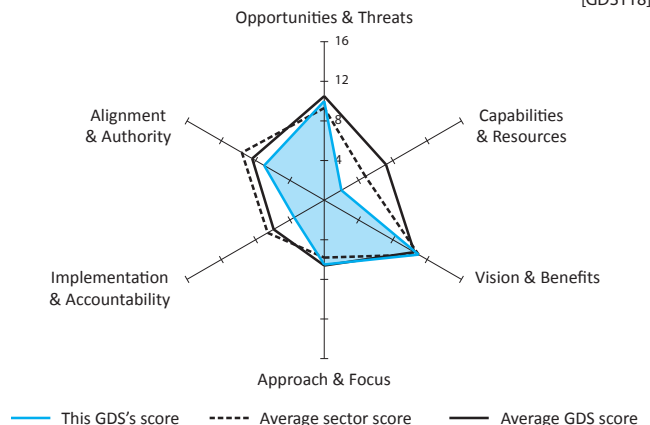 [GDS118]
Opportunities & Threats
16
12
8
4
Alignment
& Authority
Capabilities
& Resources
Implementation
& Accountability
Vision & Benefits
Approach & Focus
This GDS's score
Average sector score
Average GDS score